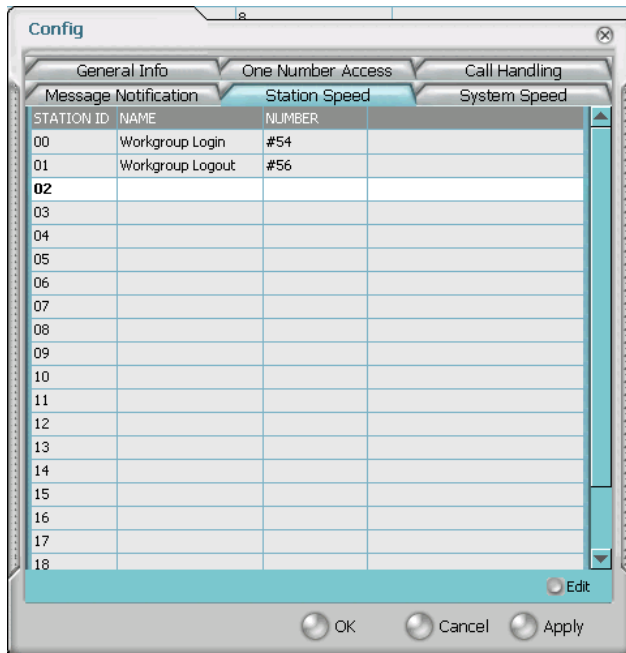 8
Config
General Info One Number Access Call Handling
Message Notification Station Speed System Speed
STATION ID NAME NUMBER
00 Workgroup Login #54
01 Workgroup Logout #56
02
03
04
05
06
07
08
09
10
11
12
13
14
15
16
17
18
Edit
OK Cancel Apply